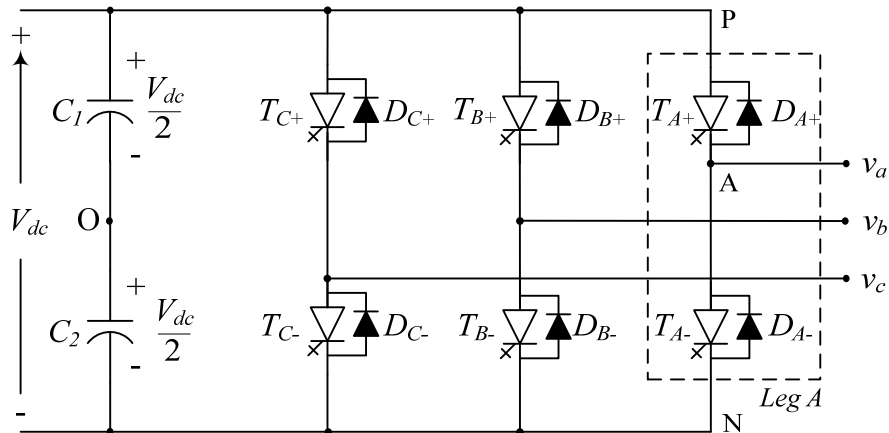 P
+
+
C1
Vdc
2
-
TC+
DC+
TB+
DB+
TA+
DA+
A
va
Vdc
O
vb
vc
+
C2
Vdc
2
-
TC-
DC-
TB-
DB-
TA-
DA-
Leg A
-
N